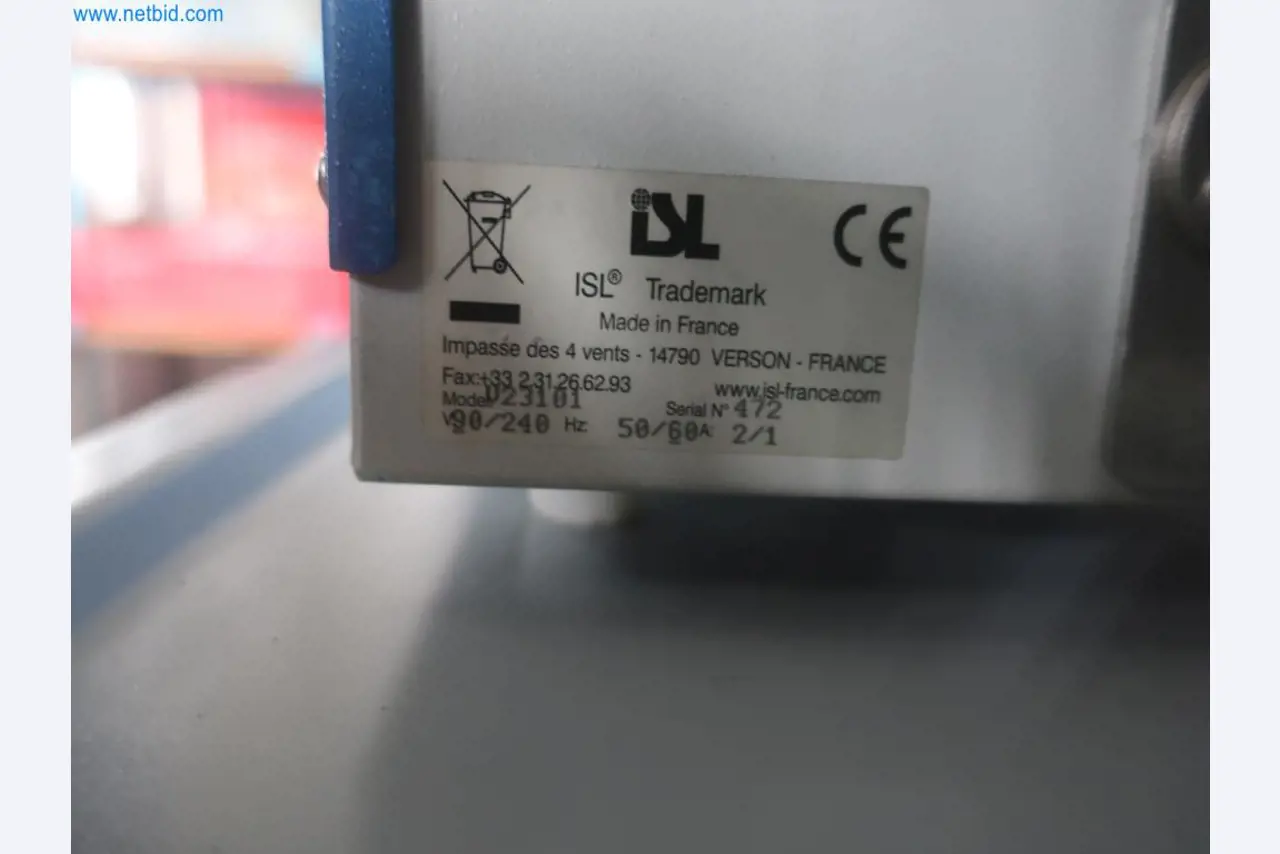 www.netbid.com
iSL
CE
ISL® Trademark
Made in France
Impasse des 4 vents - 14790 VERSON - FRANCE
Fax:+33 2.31.26.62.93 www.isl-france.com
Model V23101 Serial N° 472
V 90/240 Hz 50/60 A: 2/1